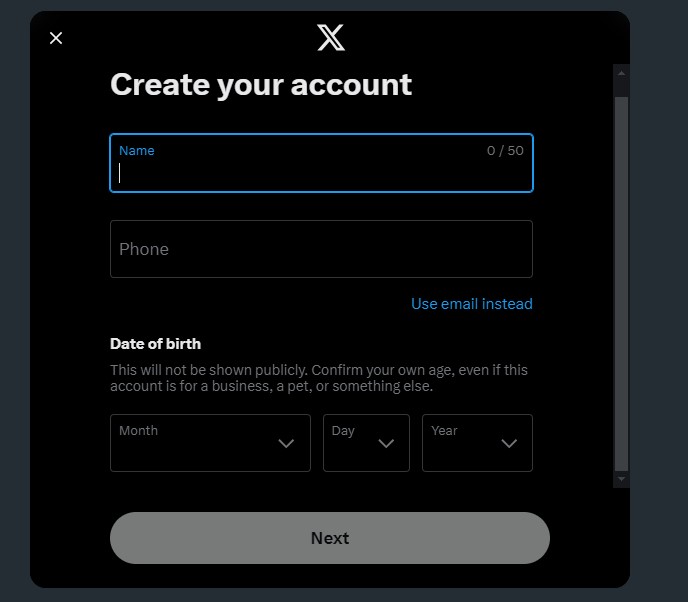 Create your account
Name 0 / 50
Phone
Use email instead
Date of birth
This will not be shown publicly. Confirm your own age, even if this
account is for a business, a pet, or something else.
Month Day Year
Next